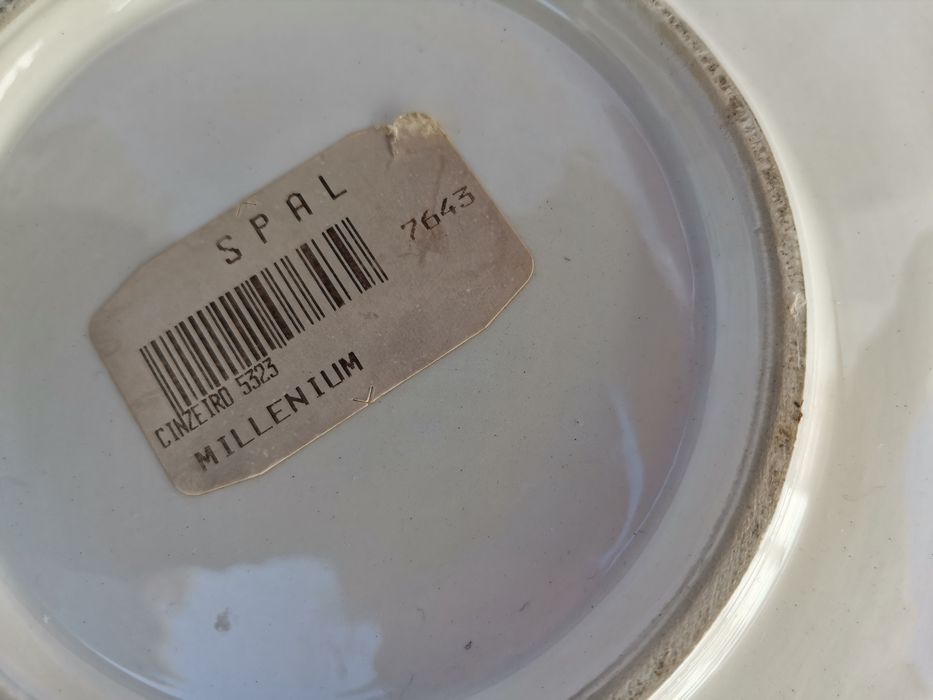 SPAL
7643
CINZEIRO 5323
MILLENIUM